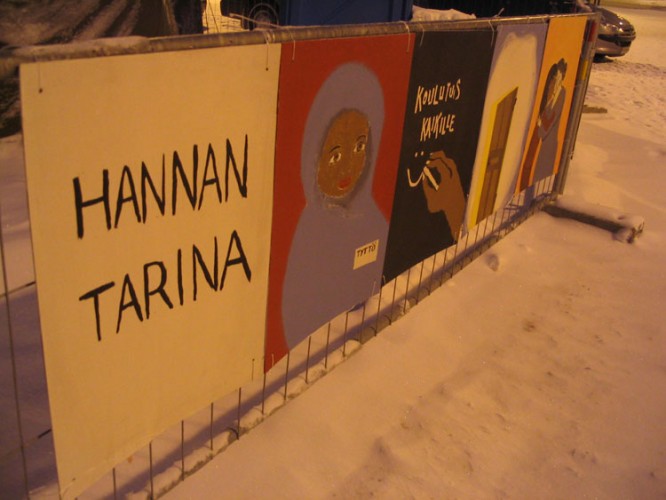 HANNAN
TARINA
TYTTÖ
KOULUTUS
KAIKILLE